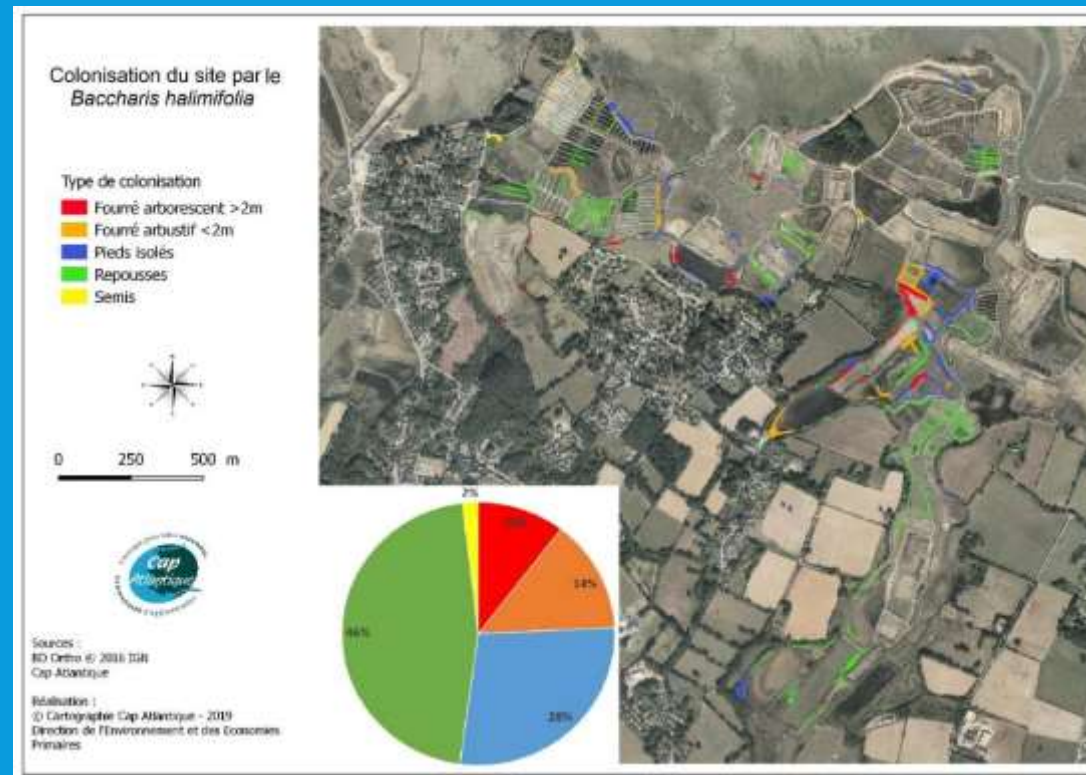 Colonisation du site par le
Baccharis halimifolia
Type de colonisation
Fourré arborescent >2m
Fourré arbustif <2m
Pieds isolés
Repousses
Semis
0 250 500 m
Cap
Atlantique
Sources :
BD Ortho © 2016 IGN
Cap Atlantique
Réalisation :
© Cartographie Cap Atlantique - 2019
Direction de l'Environnement et des Economies
Primaires
2%
14%
28%
46%